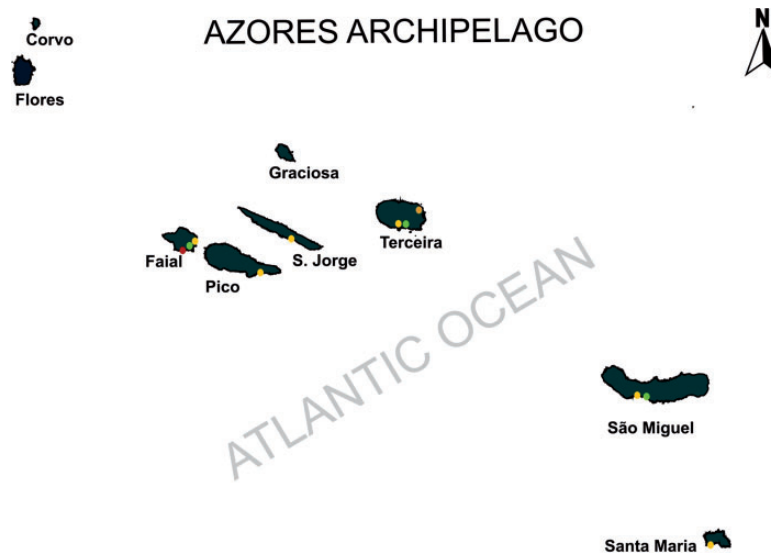 AZORES ARCHIPELAGO
N
Corvo
Flores
Graciosa
Terceira
Faial
S. Jorge
Pico
ATLANTIC OCEAN
São Miguel
Santa Maria